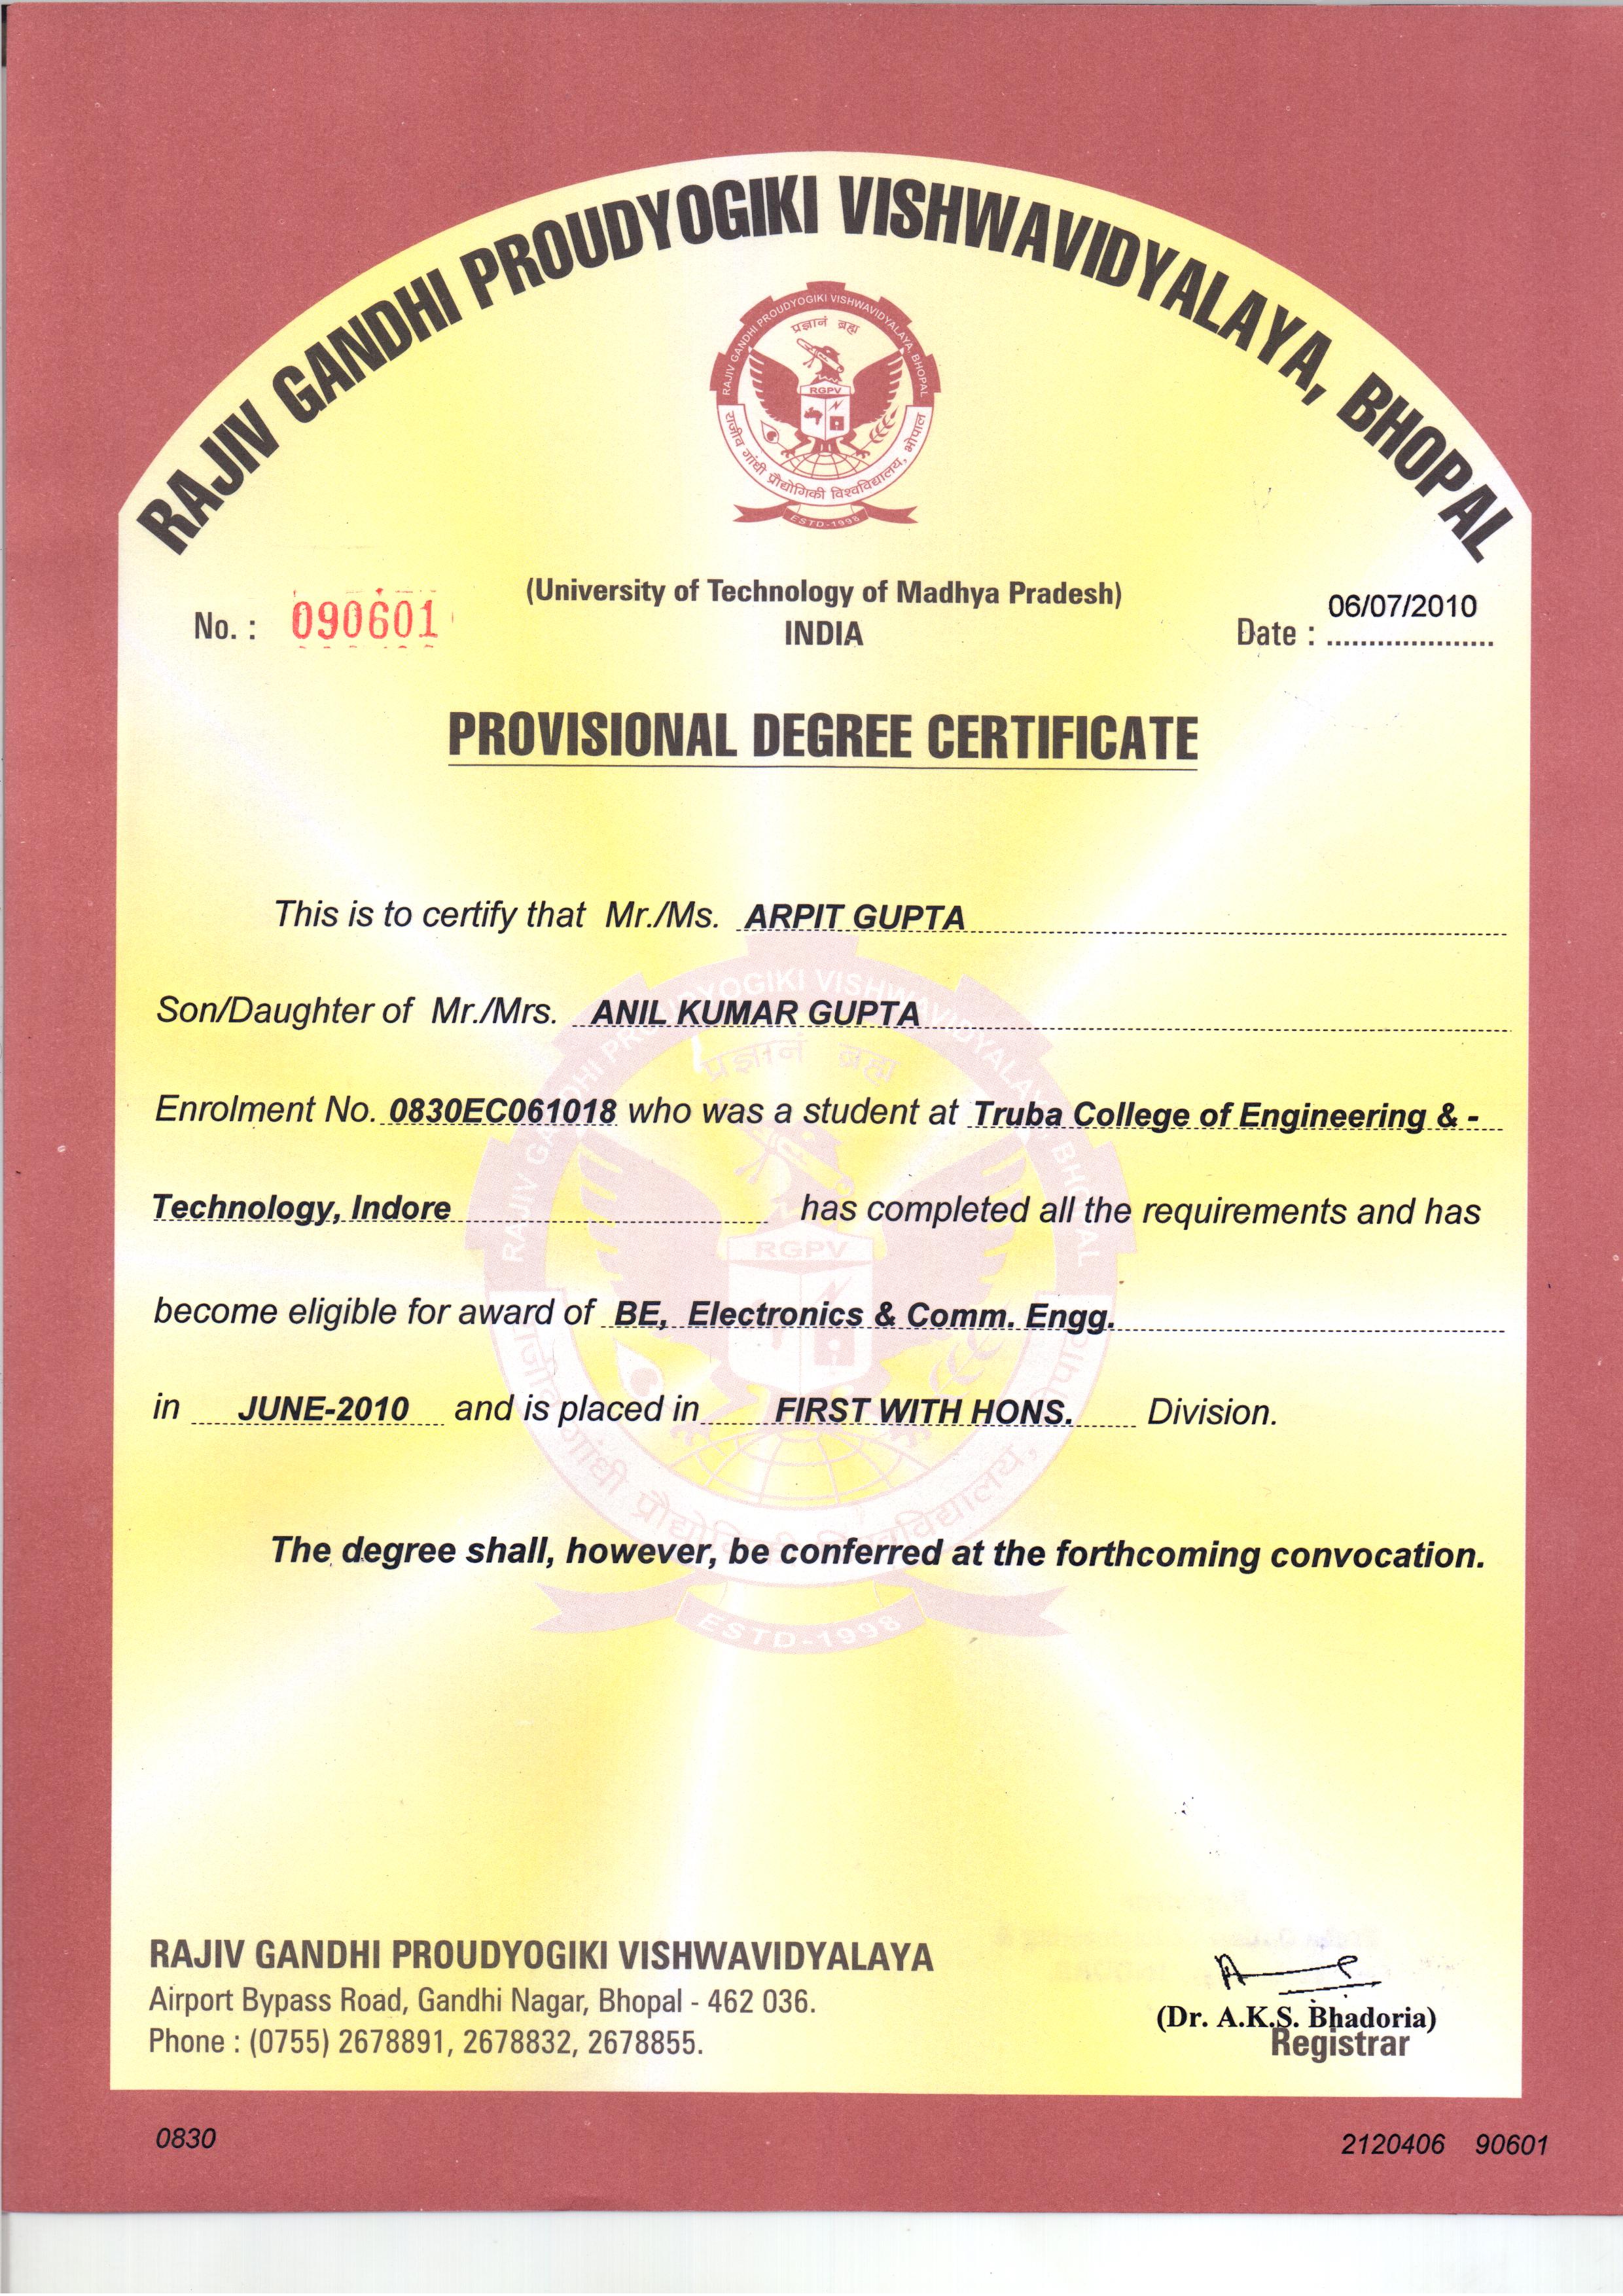 RAJIV GANDHI PROUDYOGIKI VISHWAVIDYALAYA, BHOPAL
RAJIV GANDHI PROUDYOGIKI VISHWAVIDYALAYA, BHOPAL
प्रज्ञानं ब्रह्म
RGPV
राजीव गांधी प्रौद्योगिकी विश्वविद्यालय, भोपाल
ESTD-1998
(University of Technology of Madhya Pradesh)
INDIA
No. : 090601
Date : 06/07/2010
PROVISIONAL DEGREE CERTIFICATE
This is to certify that Mr./Ms. ARPIT GUPTA
Son/Daughter of Mr./Mrs. ANIL KUMAR GUPTA
Enrolment No. 0830EC061018 who was a student at Truba College of Engineering & -
Technology, Indore has completed all the requirements and has
become eligible for award of BE, Electronics & Comm. Engg.
in JUNE-2010 and is placed in FIRST WITH HONS. Division.
The degree shall, however, be conferred at the forthcoming convocation.
RAJIV GANDHI PROUDYOGIKI VISHWAVIDYALAYA
Airport Bypass Road, Gandhi Nagar, Bhopal - 462 036.
Phone : (0755) 2678891, 2678832, 2678855.
(Dr. A.K.S. Bhadoria)
Registrar
0830
2120406 90601